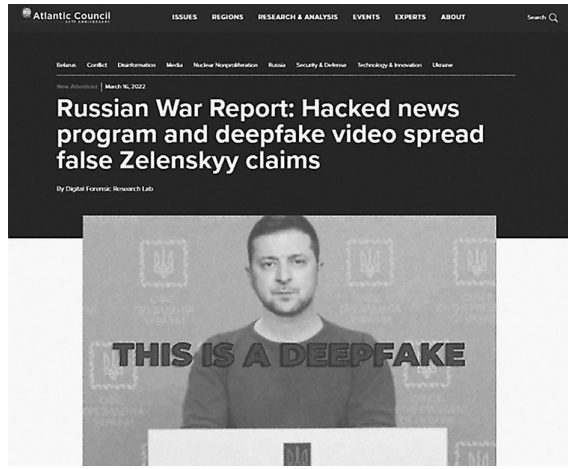 Atlantic Council
ISSUES REGIONS RESEARCH & ANALYSIS EVENTS EXPERTS ABOUT Search
Belarus Conflict Disinformation Media Nuclear Nonproliferation Russia Security & Defense Technology & Innovation Ukraine
New Atlanticist | March 16, 2022
Russian War Report: Hacked news
program and deepfake video spread
false Zelenskyy claims
By Digital Forensic Research Lab
THIS IS A DEEPFAKE